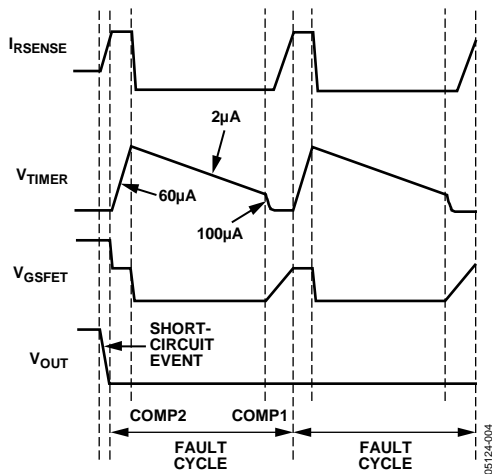 IRSENSE
2µA
VTIMER
60µA
100µA
VGSFET
SHORT-
CIRCUIT
EVENT
VOUT
COMP2
COMP1
FAULT
CYCLE
FAULT
CYCLE
05124-004